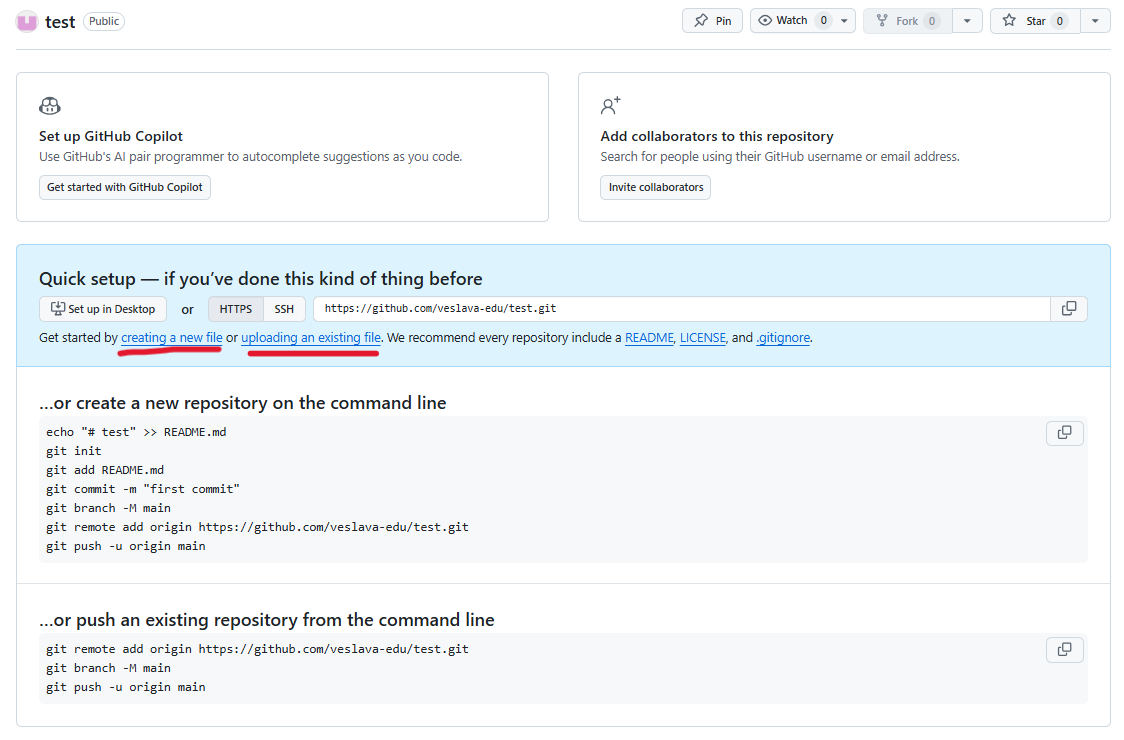 test Public Pin Watch 0 Fork 0 Star 0
Set up GitHub Copilot
Use GitHub's AI pair programmer to autocomplete suggestions as you code.
Get started with GitHub Copilot
Add collaborators to this repository
Search for people using their GitHub username or email address.
Invite collaborators
Quick setup — if you’ve done this kind of thing before
Set up in Desktop or HTTPS SSH https://github.com/veslava-edu/test.git
Get started by creating a new file or uploading an existing file. We recommend every repository include a README, LICENSE, and .gitignore.
…or create a new repository on the command line
echo "# test" >> README.md
git init
git add README.md
git commit -m "first commit"
git branch -M main
git remote add origin https://github.com/veslava-edu/test.git
git push -u origin main
…or push an existing repository from the command line
git remote add origin https://github.com/veslava-edu/test.git
git branch -M main
git push -u origin main